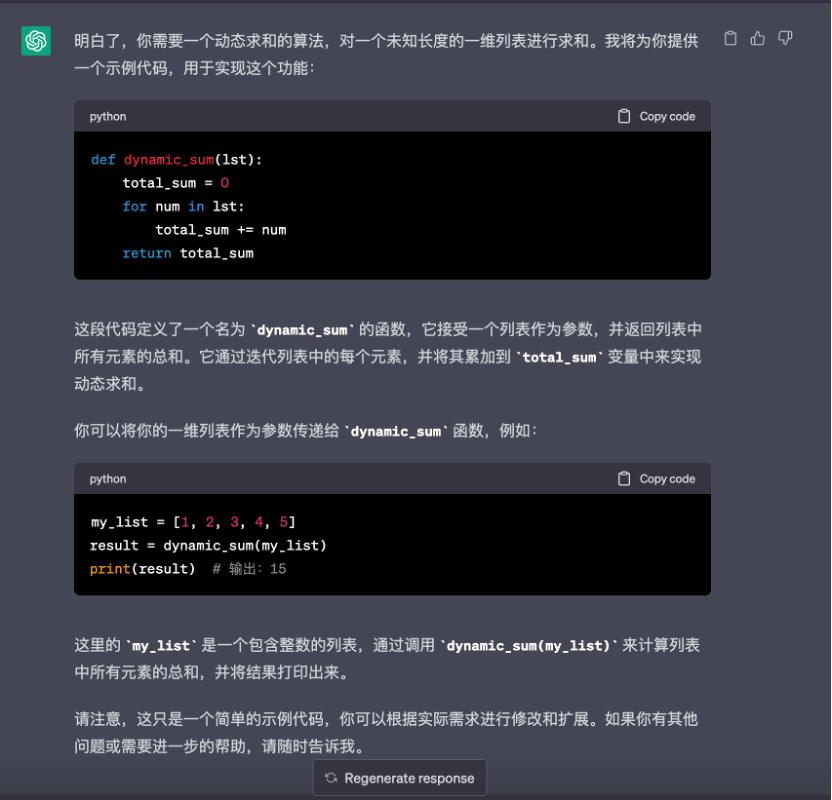 明白了，你需要一个动态求和的算法，对一个未知长度的一维列表进行求和。我将为你提供
一个示例代码，用于实现这个功能：
python
Copy code
def dynamic_sum(lst):
    total_sum = 0
    for num in lst:
        total_sum += num
    return total_sum
这段代码定义了一个名为 `dynamic_sum` 的函数，它接受一个列表作为参数，并返回列表中
所有元素的总和。它通过迭代列表中的每个元素，并将其累加到 `total_sum` 变量中来实现
动态求和。
你可以将你的一维列表作为参数传递给 `dynamic_sum` 函数，例如：
python
Copy code
my_list = [1, 2, 3, 4, 5]
result = dynamic_sum(my_list)
print(result)  # 输出：15
这里的 `my_list` 是一个包含整数的列表，通过调用 `dynamic_sum(my_list)` 来计算列表
中所有元素的总和，并将结果打印出来。
请注意，这只是一个简单的示例代码，你可以根据实际需求进行修改和扩展。如果你有其他
问题或需要进一步的帮助，请随时告诉我。
Regenerate response